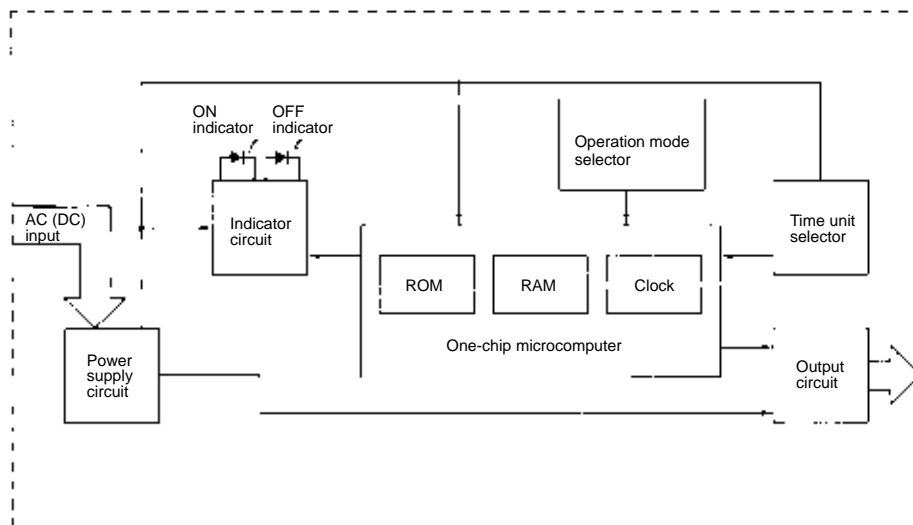 ON
indicator
OFF
indicator
Operation mode
selector
AC (DC)
input
Indicator
circuit
Time unit
selector
ROM
RAM
Clock
One-chip microcomputer
Power
supply
circuit
Output
circuit